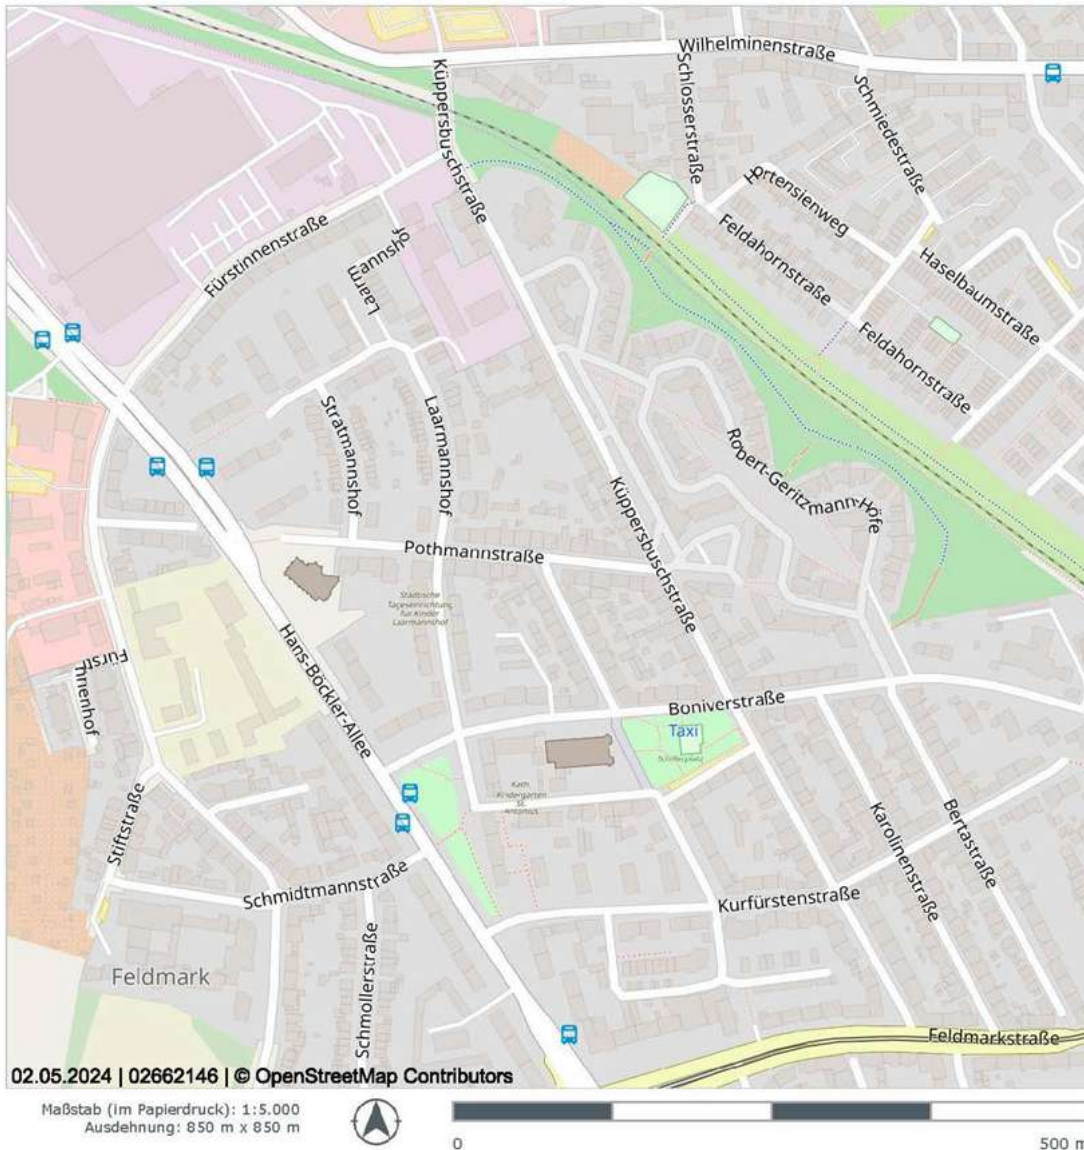 Wilhelminenstraße
Küppersbuschstraße
Schlosserstraße
Schmiedestraße
Hortensienweg
Feldahornstraße
Haselbaumstraße
Fürstinnenstraße
Laarmannshof
Feldahornstraße
Stratmannshof
Laarmannshof
Robert-Geritzmann-Höfe
Küppersbuschstraße
Pothmannstraße
Städtische
Tageseinrichtung
für Kinder
Laarmannshof
Hans-Böckler-Allee
Boniverstraße
Taxi
Kath.
Kindergarten
St.
Antonius
Stiftstraße
Karolinenstraße
Bertastraße
Schmidtmannstraße
Kurfürstenstraße
Schmollerstraße
Feldmark
Feldmarkstraße
02.05.2024 | 02662146 | © OpenStreetMap Contributors
Maßstab (im Papierdruck): 1:5.000
Ausdehnung: 850 m x 850 m
0 500 m